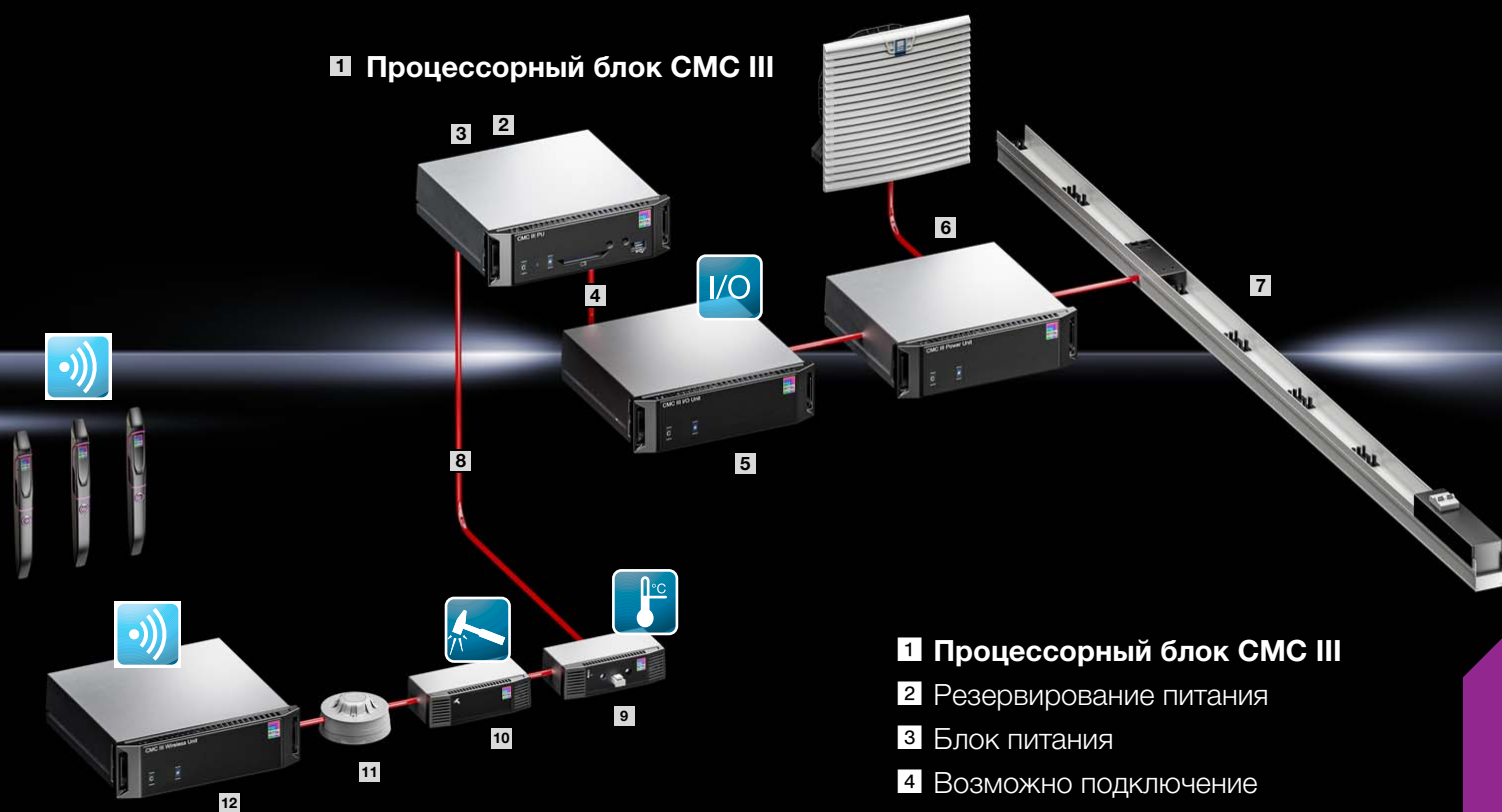 1 Процессорный блок CMC III
3 2
CMC III PU
6
4
I/O
7
CMC III Power Unit
CMC III I/O Unit
8
5
°C
9
10
CMC III Wireless Unit
11
12
1 Процессорный блок CMC III
2 Резервирование питания
3 Блок питания
4 Возможно подключение